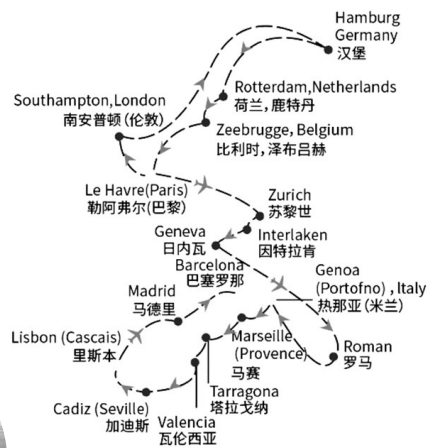 Hamburg
Germany
汉堡
Rotterdam,Netherlands
荷兰,鹿特丹
Southampton,London
南安普顿(伦敦)
Zeebrugge, Belgium
比利时,泽布吕赫
Le Havre(Paris)
勒阿弗尔(巴黎)
Zurich
苏黎世
Geneva
日内瓦
Interlaken
因特拉肯
Barcelona
巴塞罗那
Genoa
(Portofno) ,Italy
热那亚(米兰)
Madrid
马德里
Lisbon (Cascais)
里斯本
Marseille
(Provence)
马赛
Roman
罗马
Tarragona
塔拉戈纳
Cadiz (Seville)
加迪斯
Valencia
瓦伦西亚